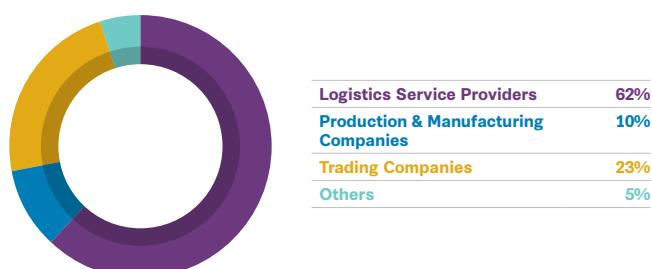 Logistics Service Providers 62%
Production & Manufacturing 10%
Companies
Trading Companies 23%
Others 5%